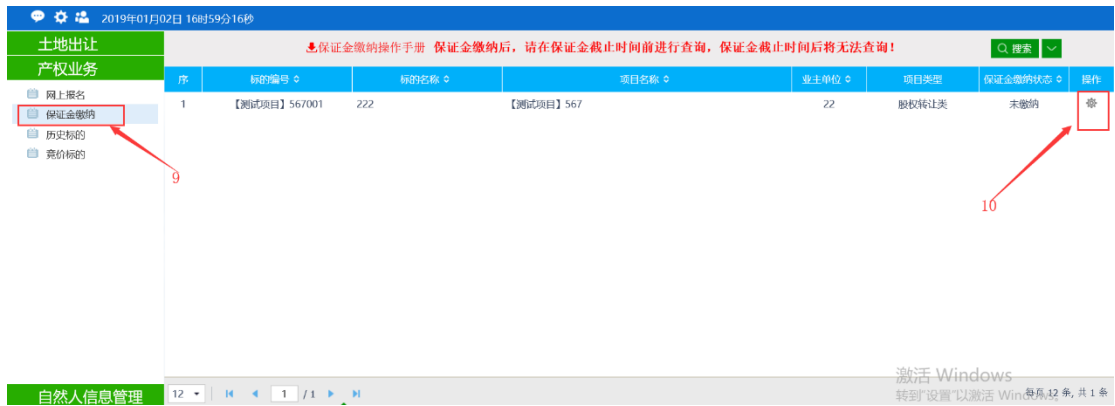 2019年01月02日 16时59分16秒
土地出让
产权业务
网上报名
保证金缴纳
历史标的
竞价标的
自然人信息管理
保证金缴纳操作手册 保证金缴纳后，请在保证金截止时间前进行查询，保证金截止时间后将无法查询！
搜索
序 标的编号 标的名称 项目名称 业主单位 项目类型 保证金缴纳状态 操作
1 【测试项目】567001 222 【测试项目】567 22 股权转让类 未缴纳
9
10
激活 Windows
转到"设置"以激活 Windows。
12 1 / 1 每页 12 条, 共 1 条